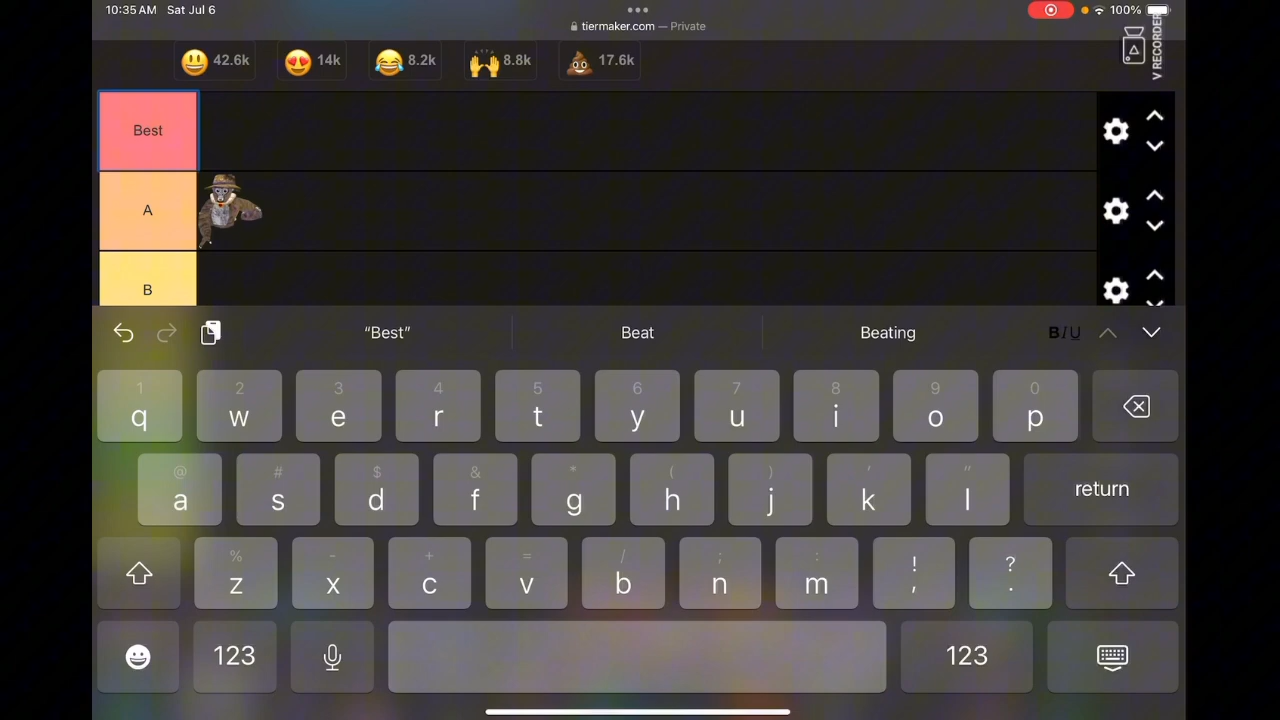 10:35 AM Sat Jul 6
100%
tiermaker.com — Private
V RECORDER
42.6k 14k 8.2k 8.8k 17.6k
Best
A
B
“Best” Beat Beating BIU
1 2 3 4 5 6 7 8 9 0
q w e r t y u i o p
@ # $ & * ( ) ' "
a s d f g h j k l return
% - + = / ; : ! ?
z x c v b n m , .
123 123